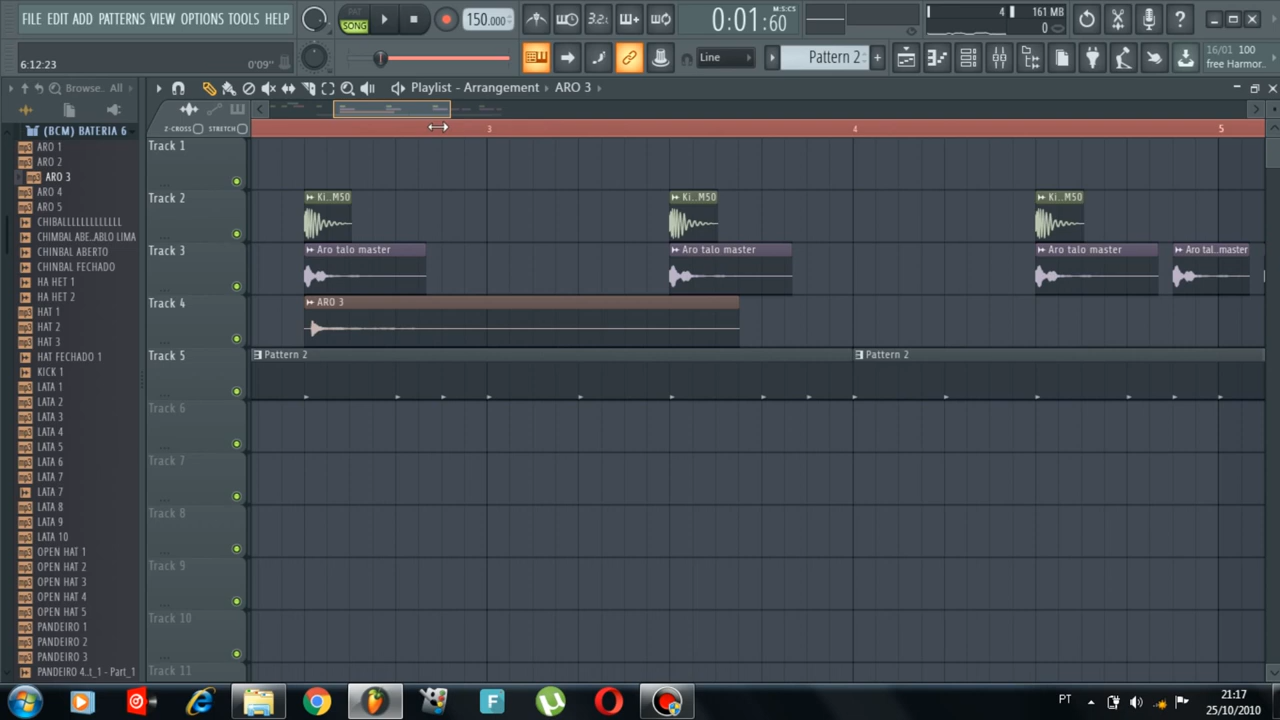 FILE EDIT ADD PATTERNS VIEW OPTIONS TOOLS HELP
PAT
SONG
150.000
3.2.
0:01:60
M:S:CS
4
161 MB
0
6:12:23
0'09"
Line
Pattern 2
16/01 100
free Harmor..
Browse.. All
Playlist - Arrangement
ARO 3
Z-CROSS
STRETCH
3
4
5
(BCM) BATERIA 6
ARO 1
ARO 2
ARO 3
ARO 4
ARO 5
CHIBALLLLLLLLLLL
CHIMBAL ABE..ABLO LIMA
CHINBAL ABERTO
CHINBAL FECHADO
HA HET 1
HA HET 2
HAT 1
HAT 2
HAT 3
HAT FECHADO 1
KICK 1
LATA 1
LATA 2
LATA 3
LATA 4
LATA 5
LATA 6
LATA 7
LATA 7
LATA 8
LATA 9
LATA 10
OPEN HAT 1
OPEN HAT 2
OPEN HAT 3
OPEN HAT 4
OPEN HAT 5
PANDEIRO 1
PANDEIRO 2
PANDEIRO 3
PANDEIRO 4..t_1 - Part_1
Track 1
Track 2
Ki..M50
Ki..M50
Ki..M50
Track 3
Aro talo master
Aro talo master
Aro talo master
Aro tal..master
Track 4
ARO 3
Track 5
Pattern 2
Pattern 2
Track 6
Track 7
Track 8
Track 9
Track 10
Track 11
F
PT
21:17
25/10/2010